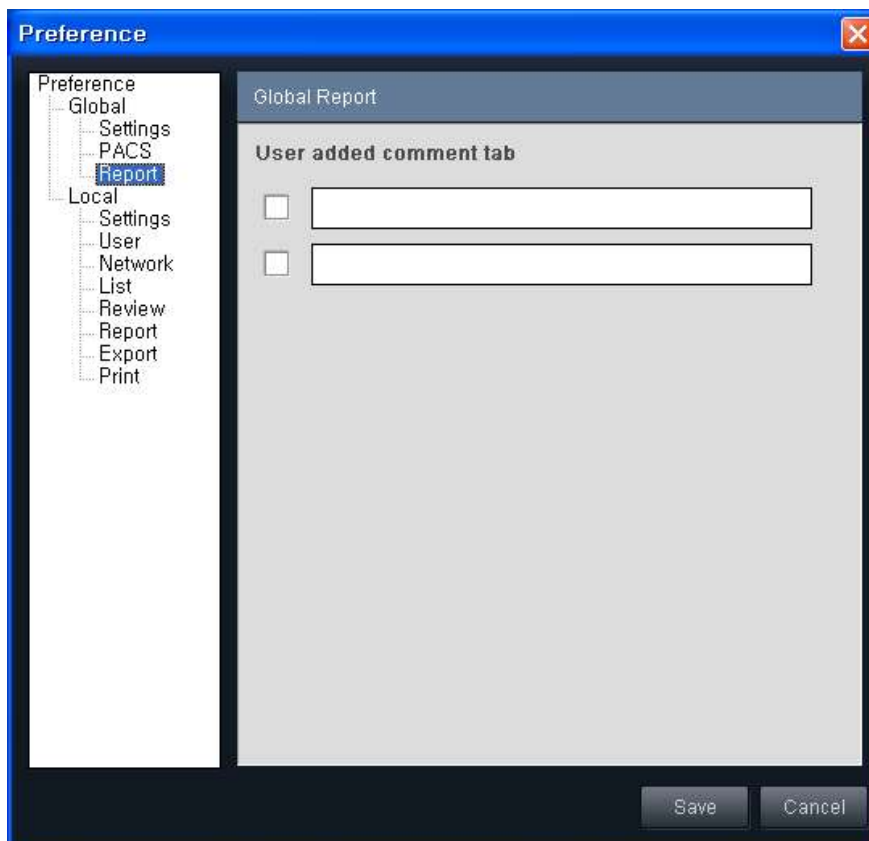 Preference
Preference
Global
Settings
PACS
Report
Local
Settings
User
Network
List
Review
Report
Export
Print
Global Report
User added comment tab
Save
Cancel